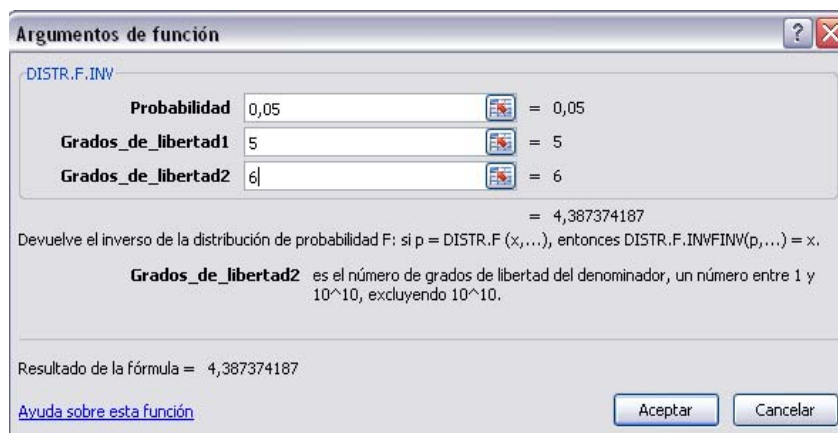 Argumentos de función
DISTR.F.INV
Probabilidad 0,05 = 0,05
Grados_de_libertad1 5 = 5
Grados_de_libertad2 6 = 6
= 4,387374187
Devuelve el inverso de la distribución de probabilidad F: si p = DISTR.F (x,...), entonces DISTR.F.INVFINV(p,...) = x.
Grados_de_libertad2 es el número de grados de libertad del denominador, un número entre 1 y
10^10, excluyendo 10^10.
Resultado de la fórmula = 4,387374187
Ayuda sobre esta función
Aceptar Cancelar